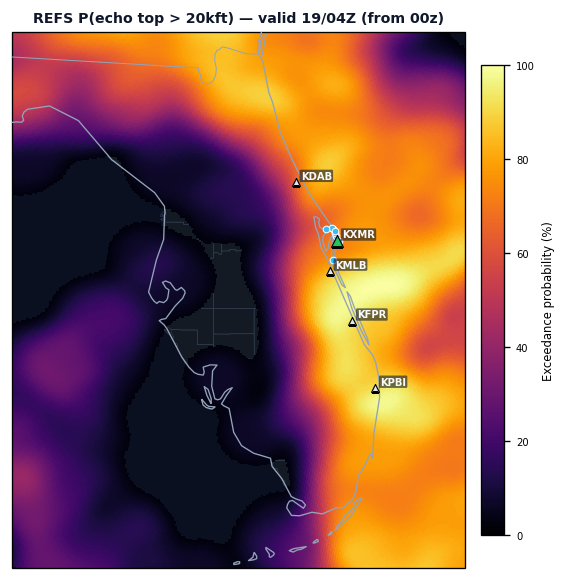 REFS P(echo top > 20kft) — valid 19/04Z (from 00z)
KDAB
KXMR
KMLB
KFPR
KPBI
100
80
60
40
20
0
Exceedance probability (%)